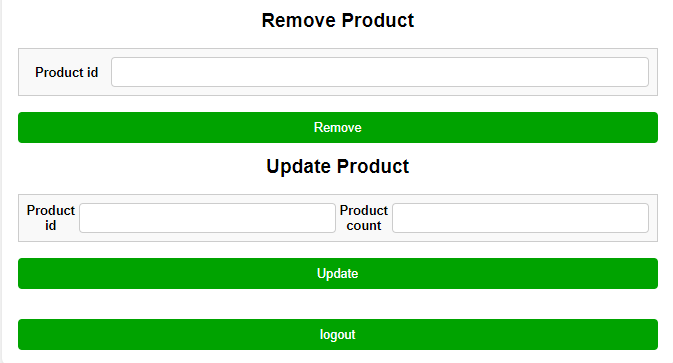 Remove Product
Product id
Remove
Update Product
Product id
Product count
Update
logout